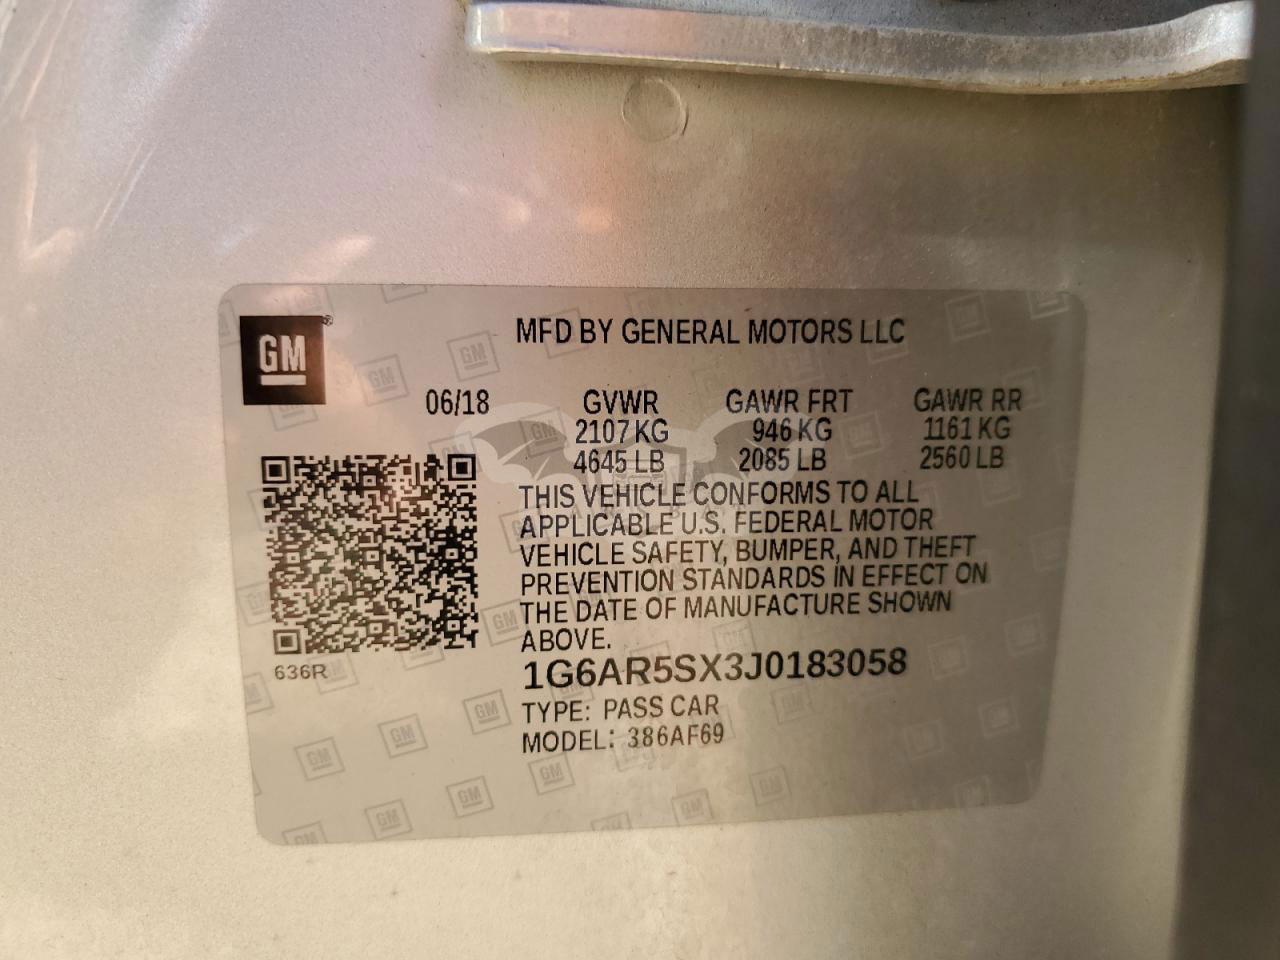 MFD BY GENERAL MOTORS LLC
GM®
06/18 GVWR GAWR FRT GAWR RR
2107 KG 946 KG 1161 KG
4645 LB 2085 LB 2560 LB
THIS VEHICLE CONFORMS TO ALL
APPLICABLE U.S. FEDERAL MOTOR
VEHICLE SAFETY, BUMPER, AND THEFT
PREVENTION STANDARDS IN EFFECT ON
THE DATE OF MANUFACTURE SHOWN
ABOVE.
636R
1G6AR5SX3J0183058
TYPE: PASS CAR
MODEL: 386AF69